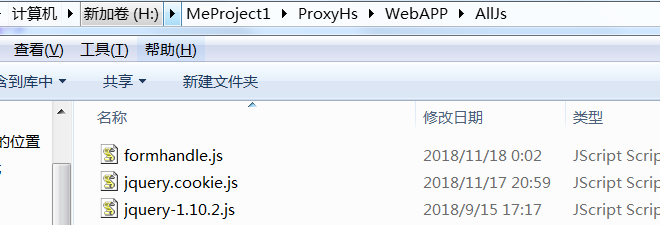 计算机 新加卷 (H:) MeProject1 ProxyHs WebAPP AllJs
查看(V) 工具(T) 帮助(H)
含到库中 共享 新建文件夹
名称 修改日期 类型
的位置
formhandle.js 2018/11/18 0:02 JScript Scrip
jquery.cookie.js 2018/11/17 20:59 JScript Scrip
jquery-1.10.2.js 2018/9/15 17:17 JScript Scrip